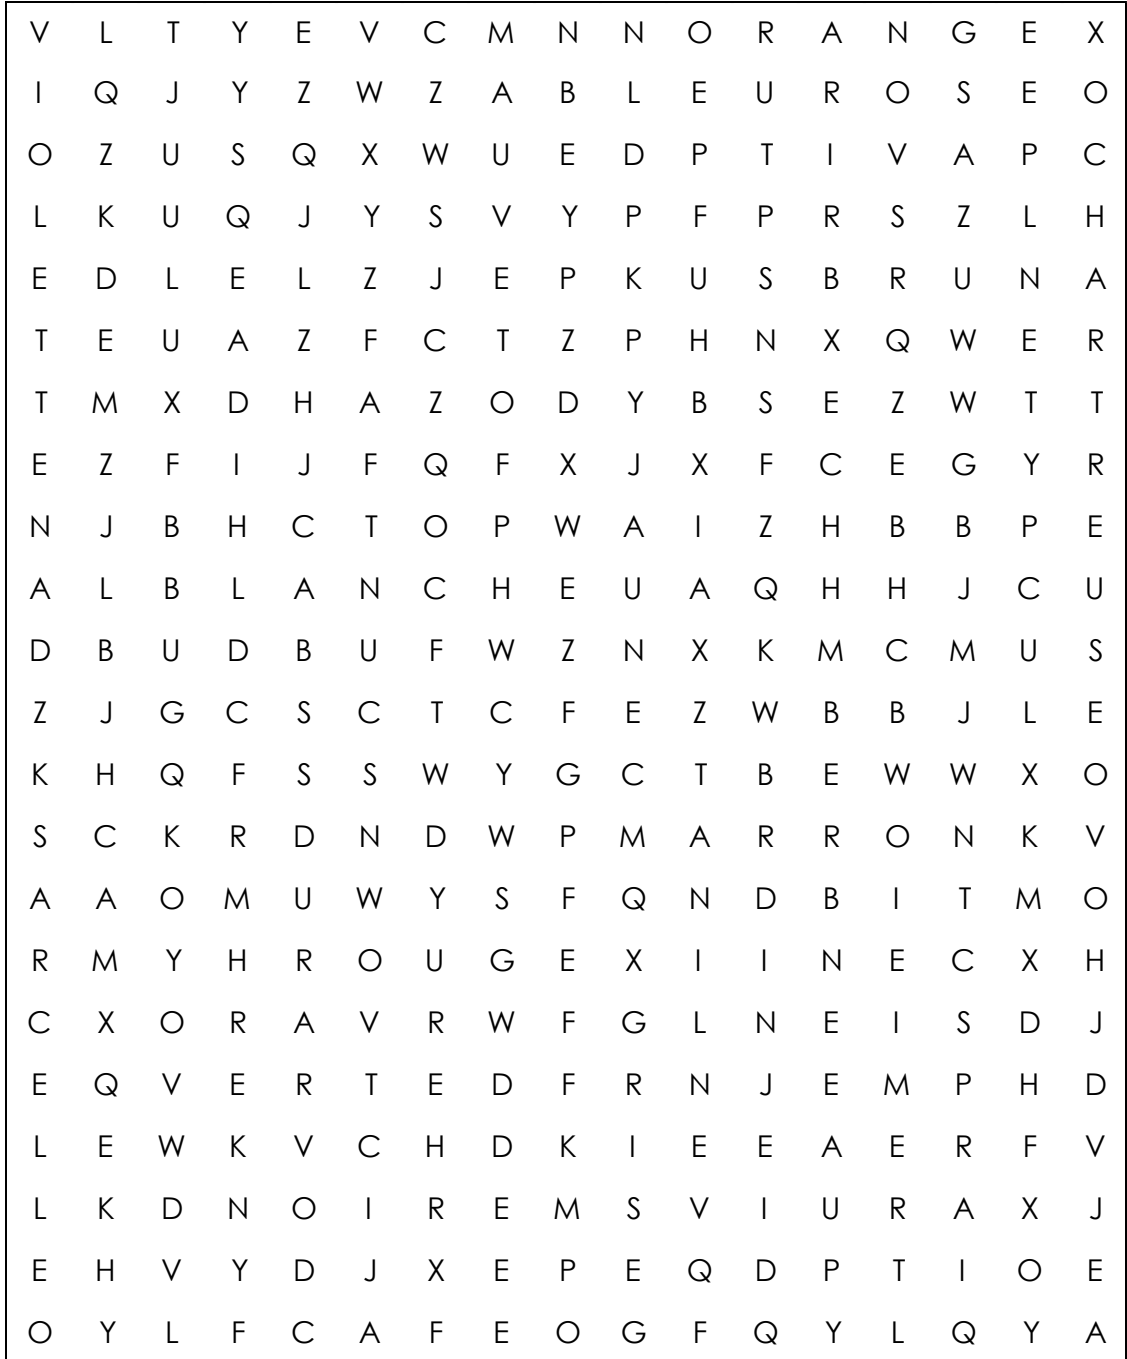 V L T Y E V C M N N O R A N G E X
I Q J Y Z W Z A B L E U R O S E O
O Z U S Q X W U E D P T I V A P C
L K U Q J Y S V Y P F P R S Z L H
E D L E L Z J E P K U S B R U N A
T E U A Z F C T Z P H N X Q W E R
T M X D H A Z O D Y B S E Z W T T
E Z F I J F Q F X J X F C E G Y R
N J B H C T O P W A I Z H B B P E
A L B L A N C H E U A Q H H J C U
D B U D B U F W Z N X K M C M U S
Z J G C S C T C F E Z W B B J L E
K H Q F S S W Y G C T B E W W X O
S C K R D N D W P M A R R O N K V
A A O M U W Y S F Q N D B I T M O
R M Y H R O U G E X I I N E C X H
C X O R A V R W F G L N E I S D J
E Q V E R T E D F R N J E M P H D
L E W K V C H D K I E E A E R F V
L K D N O I R E M S V I U R A X J
E H V Y D J X E P E Q D P T I O E
O Y L F C A F E O G F Q Y L Q Y A